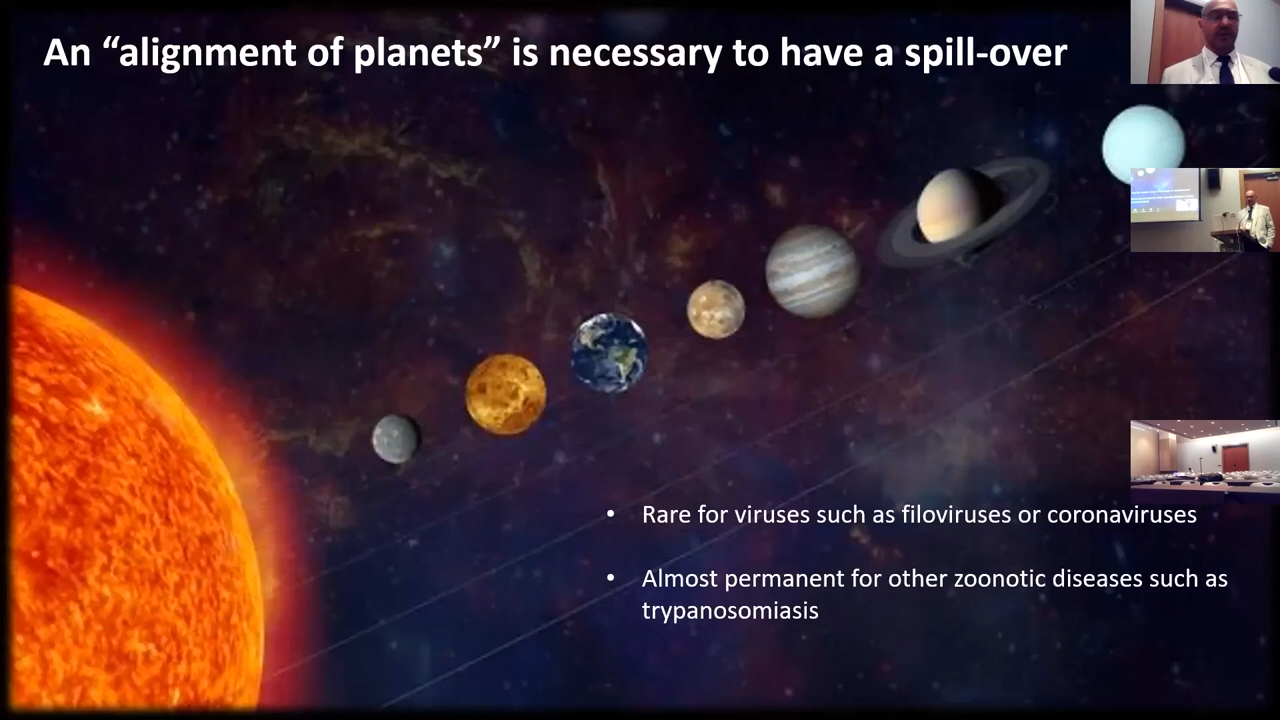 An “alignment of planets” is necessary to have a spill-over
• Rare for viruses such as filoviruses or coronaviruses
• Almost permanent for other zoonotic diseases such as
trypanosomiasis